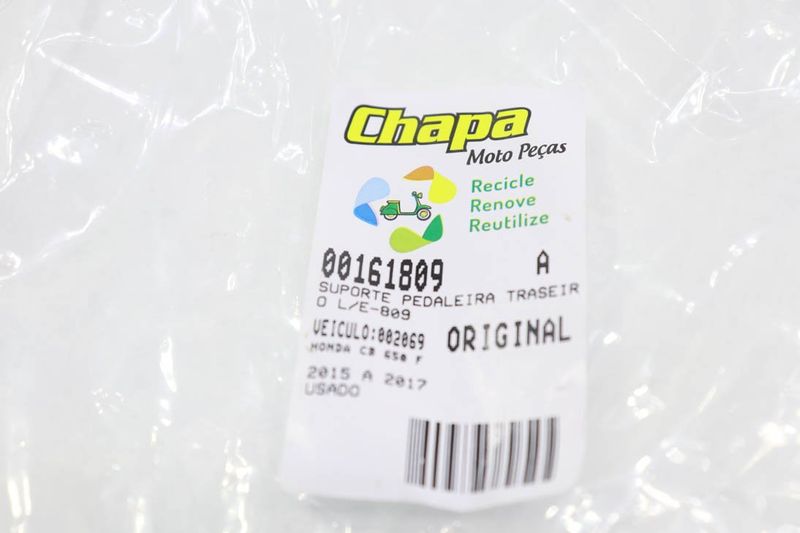 Chapa
Moto Peças
Recicle
Renove
Reutilize
00161809 A
SUPORTE PEDALEIRA TRASEIR
O L/E-809
VEICULO:002069 ORIGINAL
HONDA CB 650 F
2015 A 2017
USADO